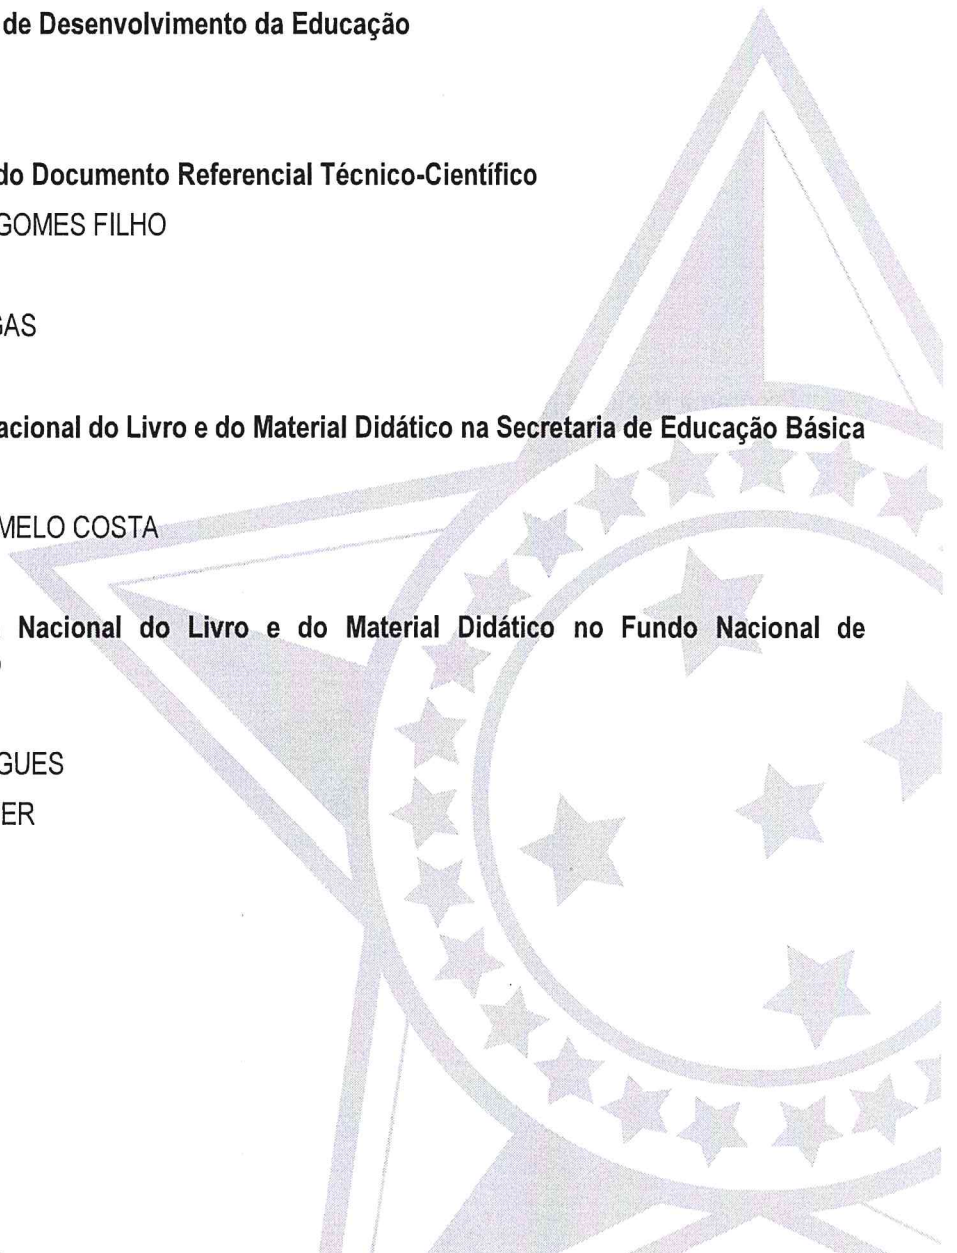 de Desenvolvimento da Educação
do Documento Referencial Técnico-Científico
GOMES FILHO
GAS
acional do Livro e do Material Didático na Secretaria de Educação Básica
MELO COSTA
Nacional do Livro e do Material Didático no Fundo Nacional de
GUES
ER